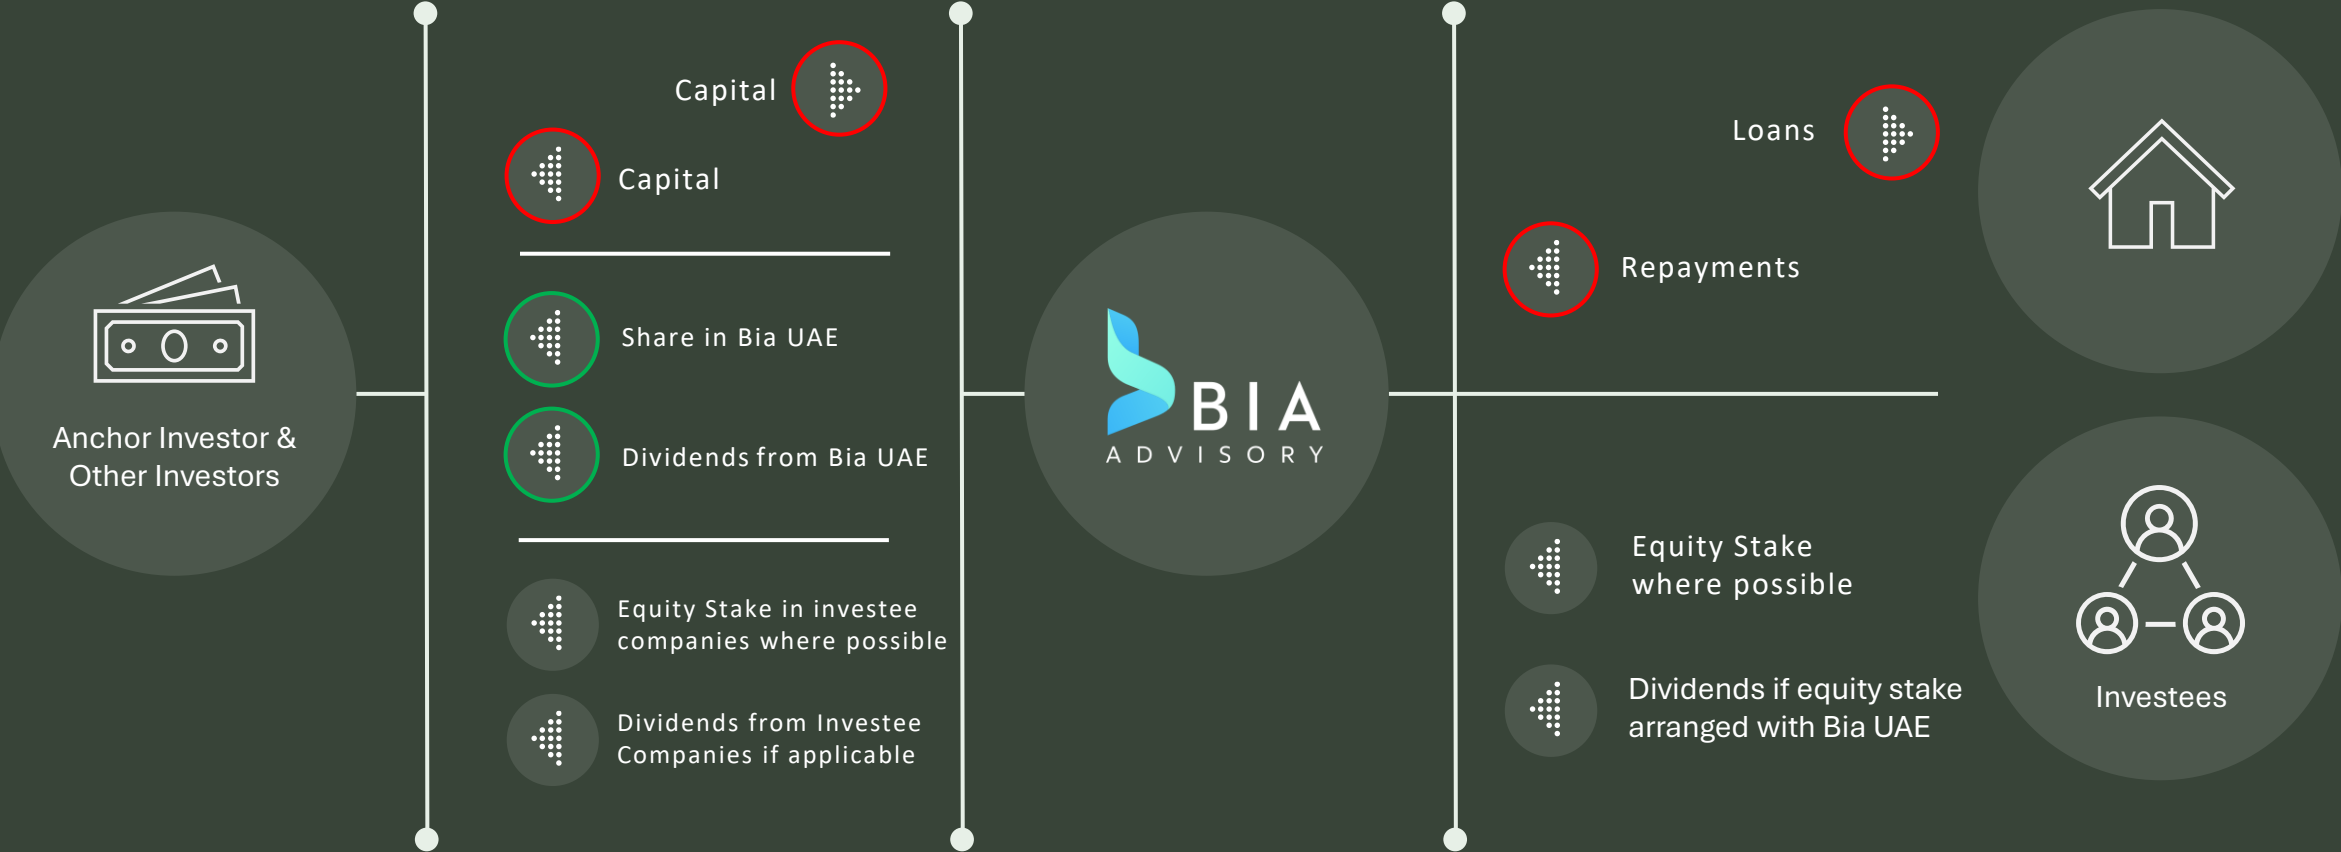 Anchor Investor &
Other Investors
Capital
Capital
Share in Bia UAE
Dividends from Bia UAE
Equity Stake in investee
companies where possible
Dividends from Investee
Companies if applicable
BIA
ADVISORY
Loans
Repayments
Equity Stake
where possible
Dividends if equity stake
arranged with Bia UAE
Investees